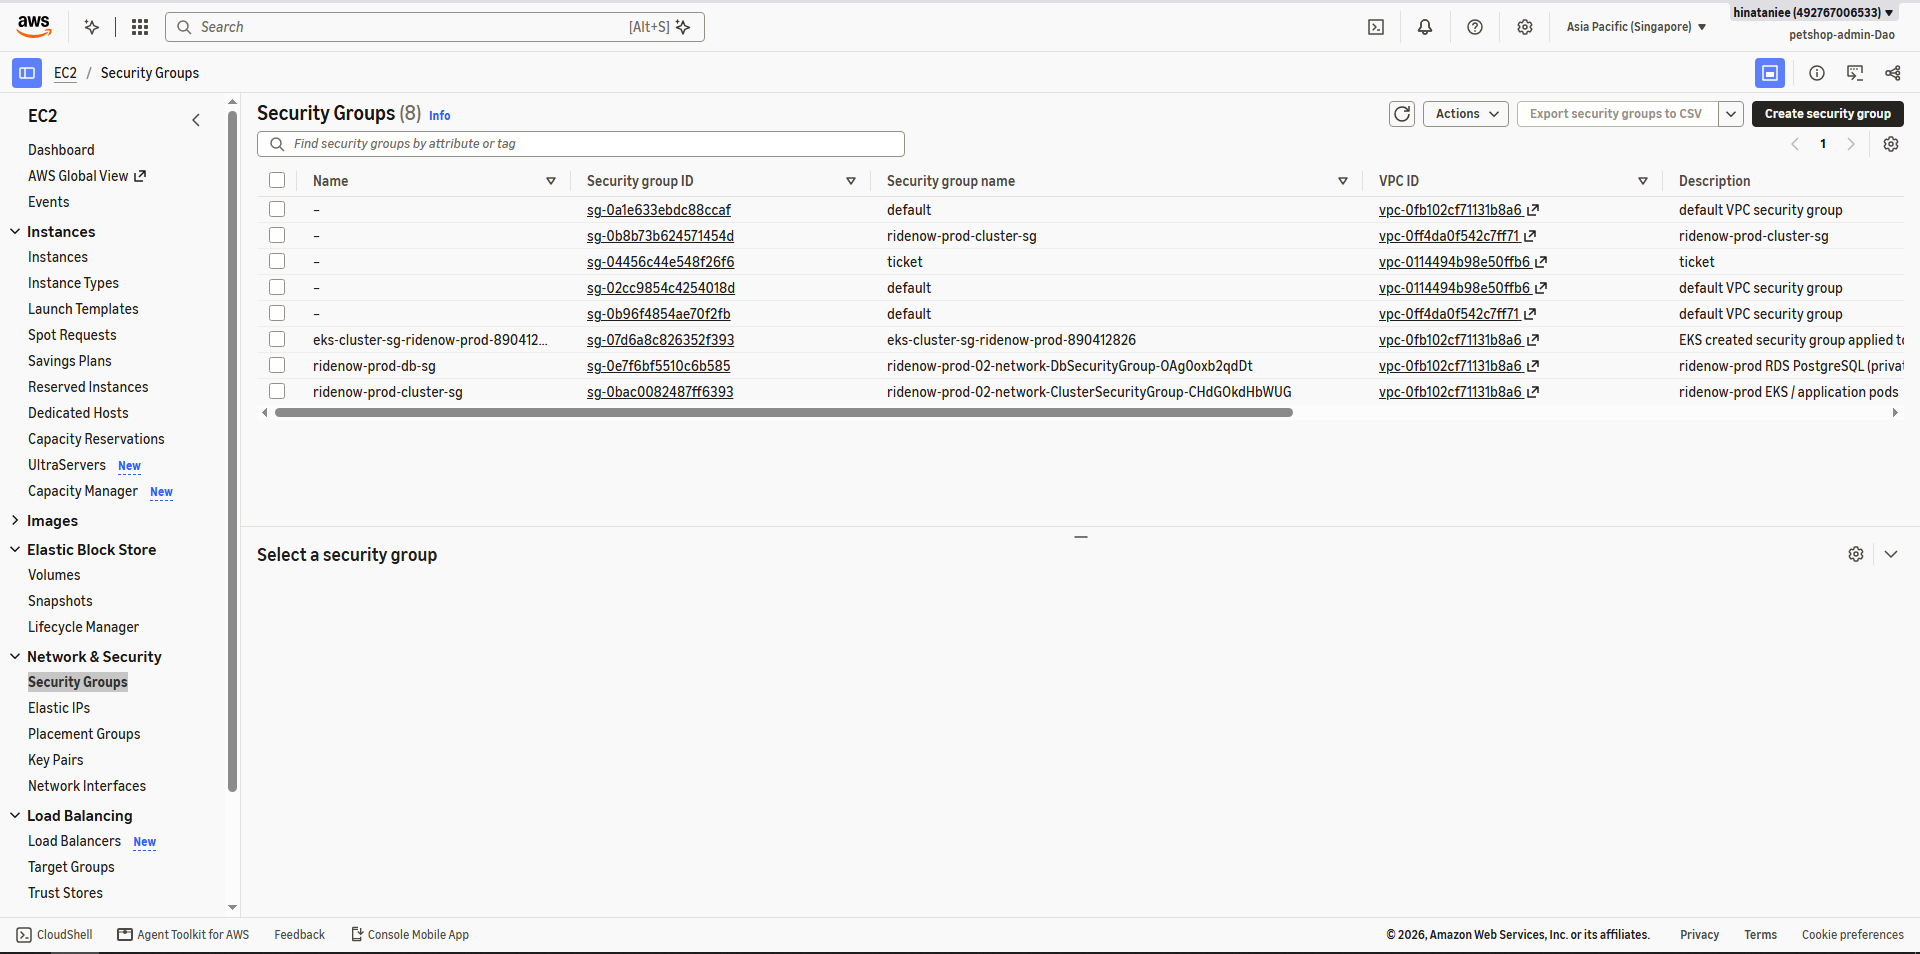 aws
Search [Alt+S]
Asia Pacific (Singapore)
hinataniee (492767006533)
petshop-admin-Dao
EC2 / Security Groups
EC2
Dashboard
AWS Global View
Events
Instances
Instances
Instance Types
Launch Templates
Spot Requests
Savings Plans
Reserved Instances
Dedicated Hosts
Capacity Reservations
UltraServers New
Capacity Manager New
Images
Elastic Block Store
Volumes
Snapshots
Lifecycle Manager
Network & Security
Security Groups
Elastic IPs
Placement Groups
Key Pairs
Network Interfaces
Load Balancing
Load Balancers New
Target Groups
Trust Stores
Security Groups (8) Info
Actions
Export security groups to CSV
Create security group
Find security groups by attribute or tag
1
Name Security group ID Security group name VPC ID Description
– sg-0a1e633ebdc88ccaf default vpc-0fb102cf71131b8a6 default VPC security group
– sg-0b8b73b624571454d ridenow-prod-cluster-sg vpc-0ff4da0f542c7ff71 ridenow-prod-cluster-sg
– sg-04456c44e548f26f6 ticket vpc-0114494b98e50ffb6 ticket
– sg-02cc9854c4254018d default vpc-0114494b98e50ffb6 default VPC security group
– sg-0b96f4854ae70f2fb default vpc-0ff4da0f542c7ff71 default VPC security group
eks-cluster-sg-ridenow-prod-890412... sg-07d6a8c826352f393 eks-cluster-sg-ridenow-prod-890412826 vpc-0fb102cf71131b8a6 EKS created security group applied to
ridenow-prod-db-sg sg-0e7f6bf5510c6b585 ridenow-prod-02-network-DbSecurityGroup-OAg0oxb2qdDt vpc-0fb102cf71131b8a6 ridenow-prod RDS PostgreSQL (privat
ridenow-prod-cluster-sg sg-0bac0082487ff6393 ridenow-prod-02-network-ClusterSecurityGroup-CHdGOkdHbWUG vpc-0fb102cf71131b8a6 ridenow-prod EKS / application pods
Select a security group
CloudShell
Agent Toolkit for AWS
Feedback
Console Mobile App
© 2026, Amazon Web Services, Inc. or its affiliates.
Privacy
Terms
Cookie preferences